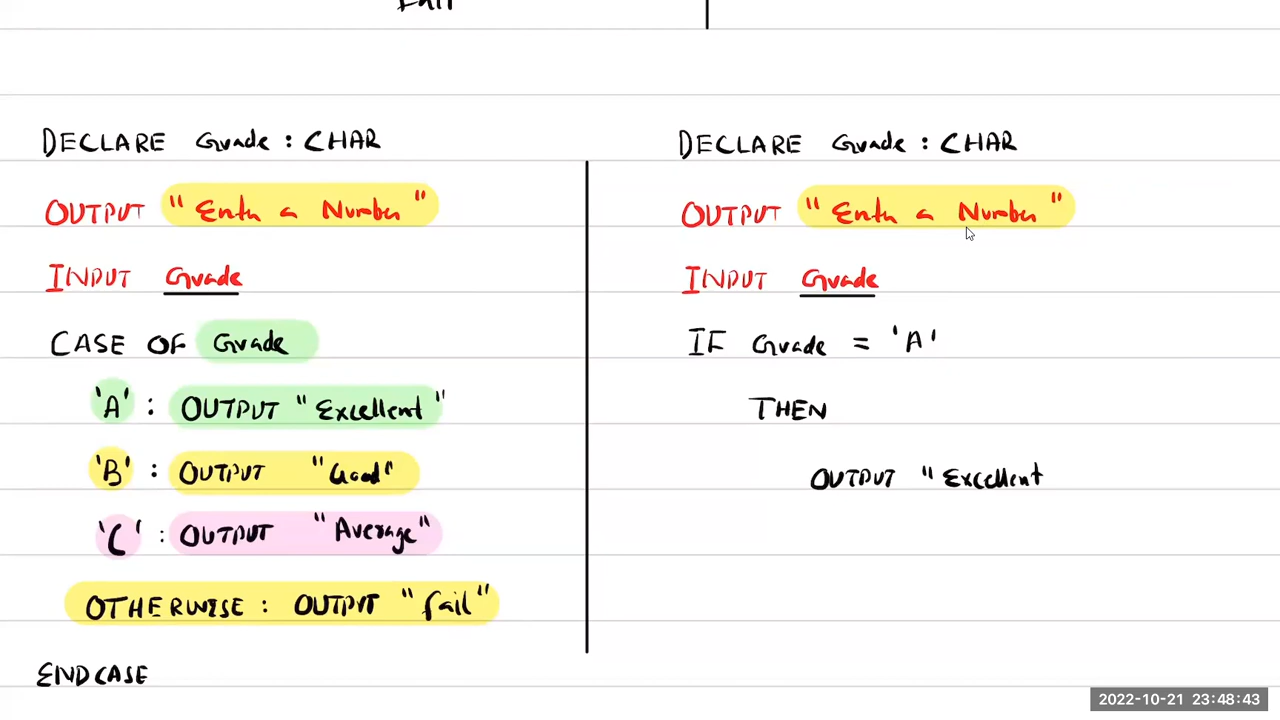 DECLARE Grade : CHAR
OUTPUT "Enter a Number"
INPUT Grade
CASE OF Grade
'A' : OUTPUT "Excellent"
'B' : OUTPUT "Good"
'C' : OUTPUT "Average"
OTHERWISE : OUTPUT "fail"
ENDCASE
DECLARE Grade : CHAR
OUTPUT "Enter a Number"
INPUT Grade
IF Grade = 'A'
THEN
OUTPUT "Excellent
2022-10-21 23:48:43